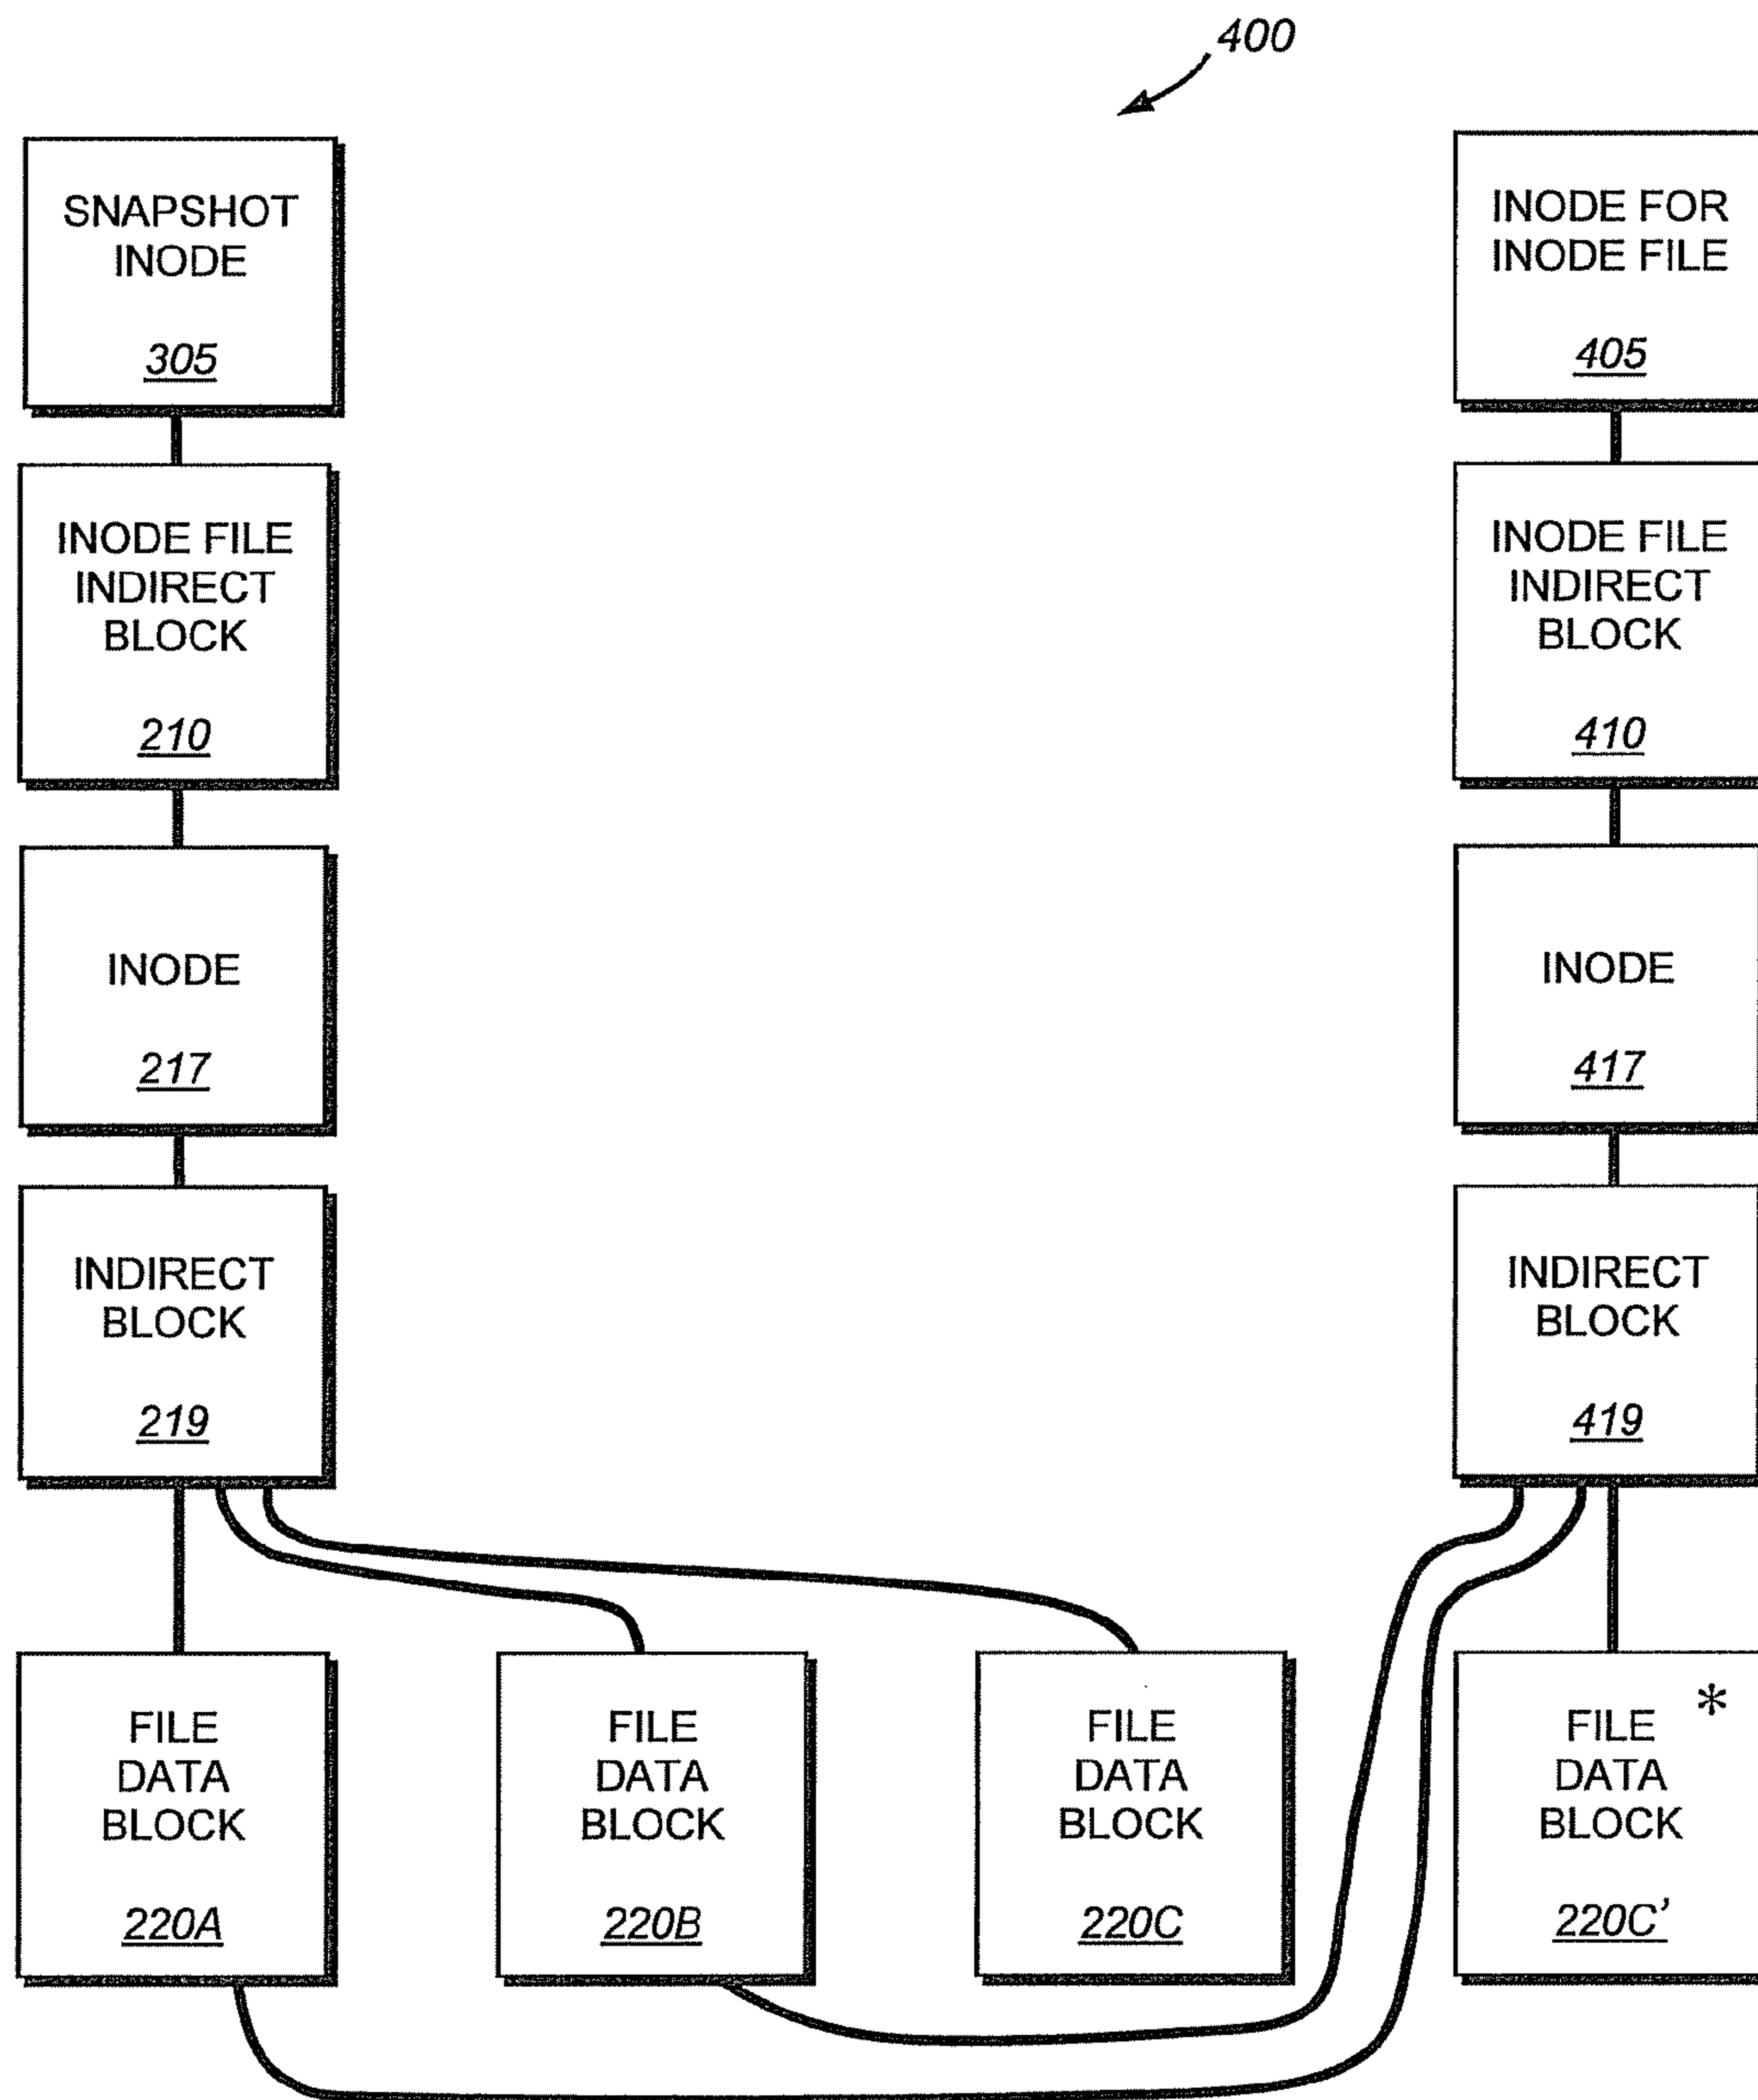 400
SNAPSHOT
INODE
305
INODE FOR
INODE FILE
405
INODE FILE
INDIRECT
BLOCK
210
INODE FILE
INDIRECT
BLOCK
410
INODE
217
INODE
417
INDIRECT
BLOCK
219
INDIRECT
BLOCK
419
FILE
DATA
BLOCK
220A
FILE
DATA
BLOCK
220B
FILE
DATA
BLOCK
220C
FILE *
DATA
BLOCK
220C’